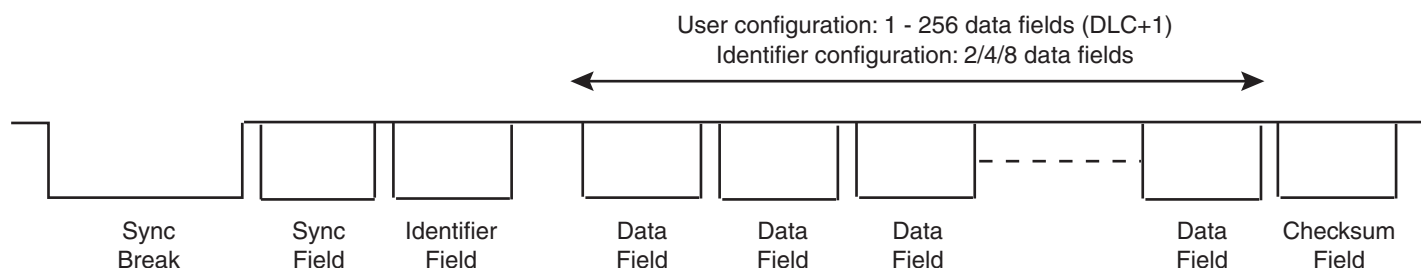 User configuration: 1 - 256 data fields (DLC+1)
Identifier configuration: 2/4/8 data fields
Sync Break
Sync Field
Identifier Field
Data Field
Data Field
Data Field
Data Field
Checksum Field